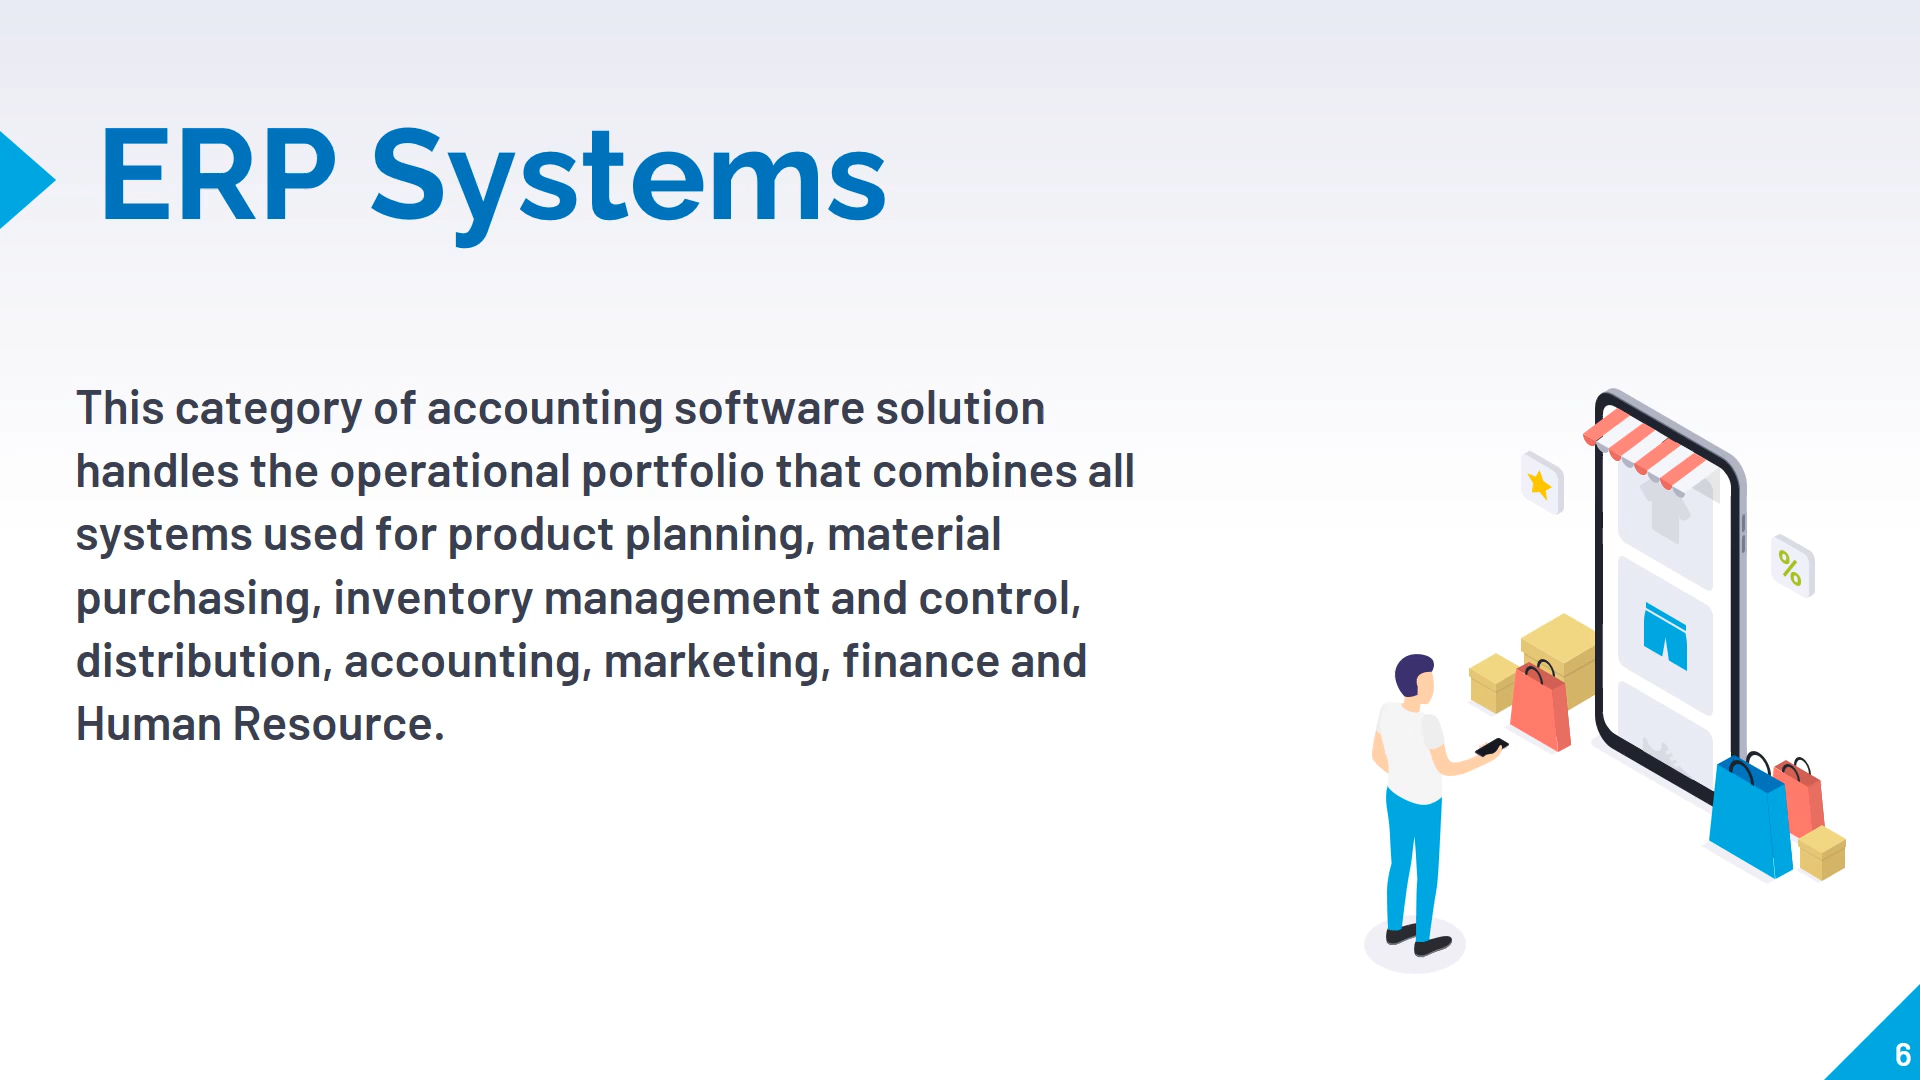 ERP Systems
This category of accounting software solution
handles the operational portfolio that combines all
systems used for product planning, material
purchasing, inventory management and control,
distribution, accounting, marketing, finance and
Human Resource.
%
6